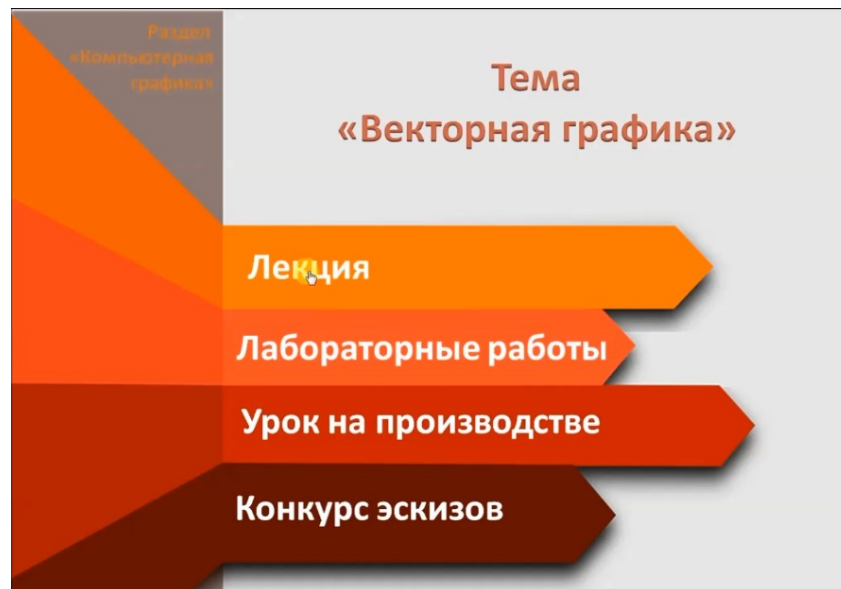 Раздел
«Компьютерная
графика»
Тема
«Векторная графика»
Лекция
Лабораторные работы
Урок на производстве
Конкурс эскизов